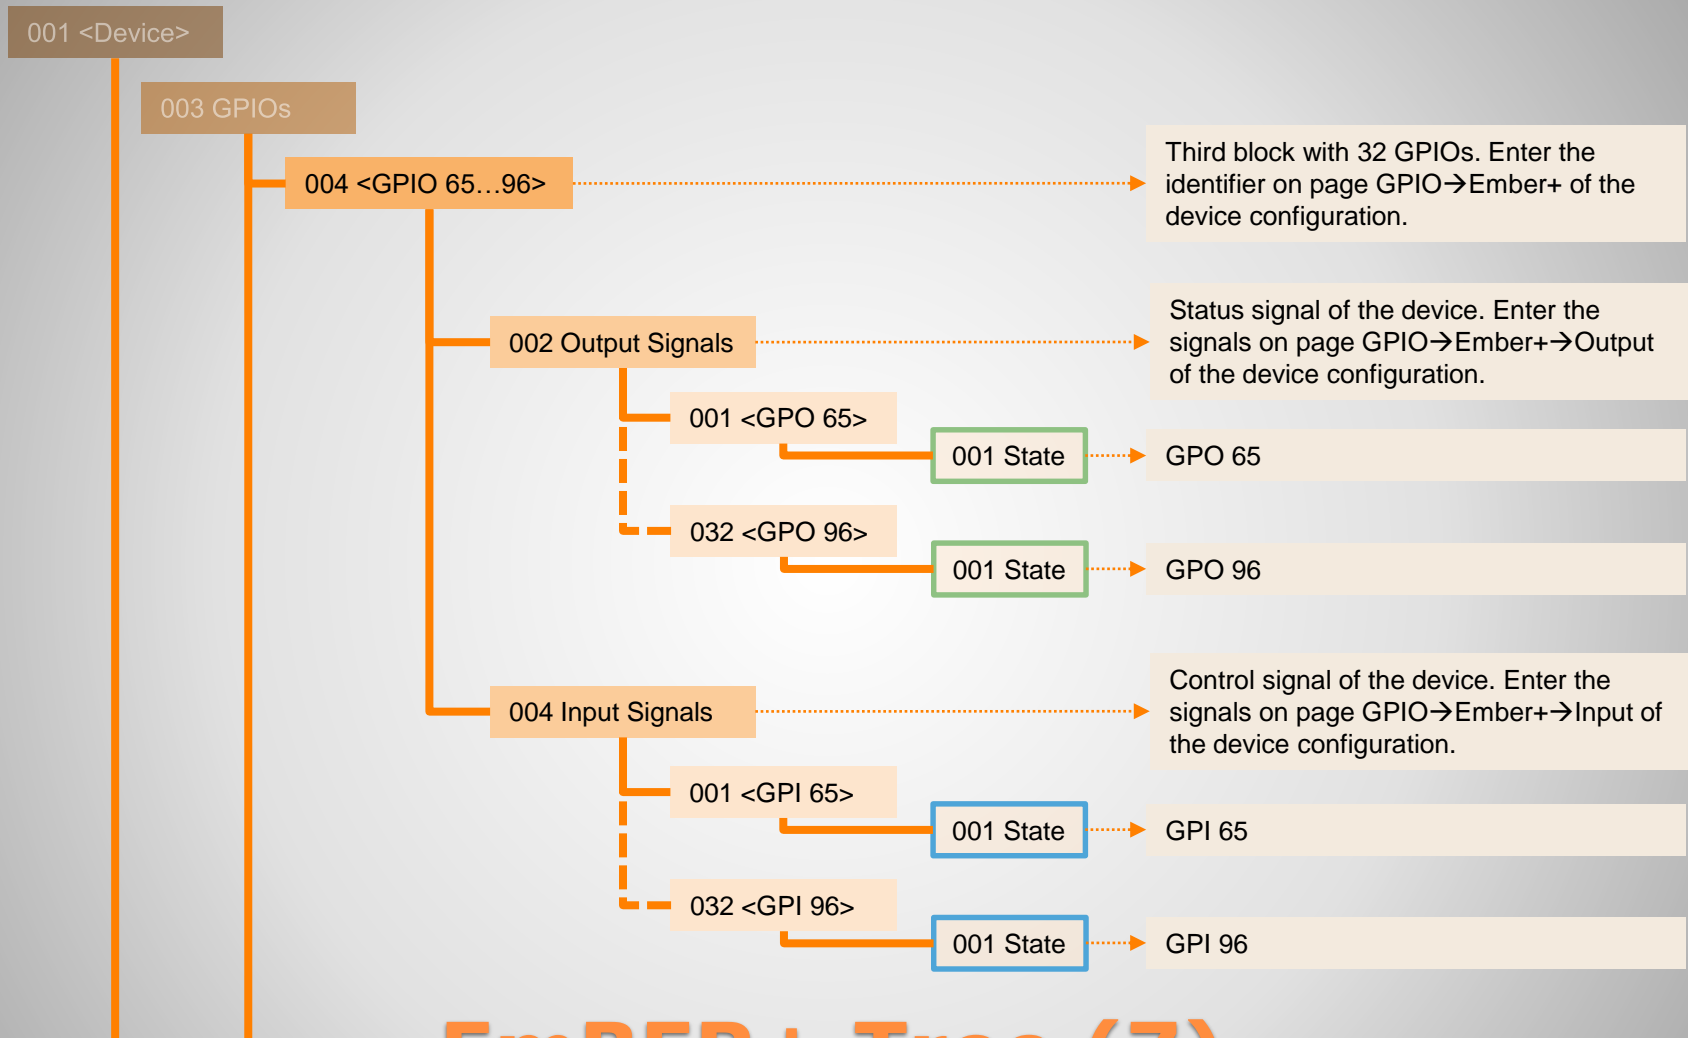 001 <Device>
003 GPIOs
004 <GPIO 65…96>
Third block with 32 GPIOs. Enter the
identifier on page GPIO→Ember+ of the
device configuration.
002 Output Signals
Status signal of the device. Enter the
signals on page GPIO→Ember+→Output
of the device configuration.
001 <GPO 65>
001 State
GPO 65
032 <GPO 96>
001 State
GPO 96
004 Input Signals
Control signal of the device. Enter the
signals on page GPIO→Ember+→Input of
the device configuration.
001 <GPI 65>
001 State
GPI 65
032 <GPI 96>
001 State
GPI 96
EmBER+ Tree (7)